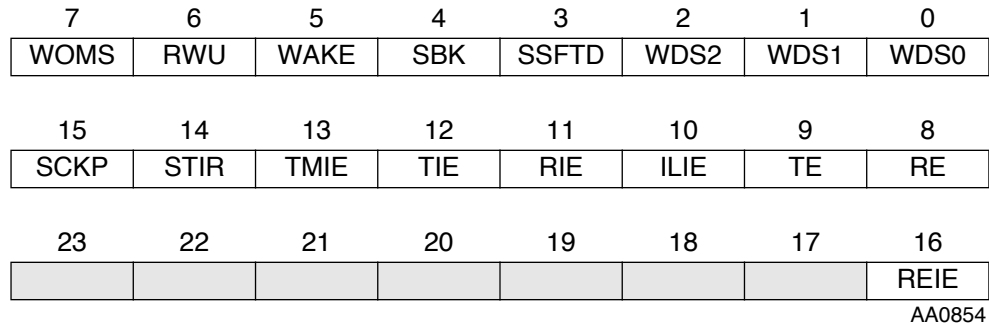 7 6 5 4 3 2 1 0
WOMS RWU WAKE SBK SSFTD WDS2 WDS1 WDS0
15 14 13 12 11 10 9 8
SCKP STIR TMIE TIE RIE ILIE TE RE
23 22 21 20 19 18 17 16
REIE
AA0854